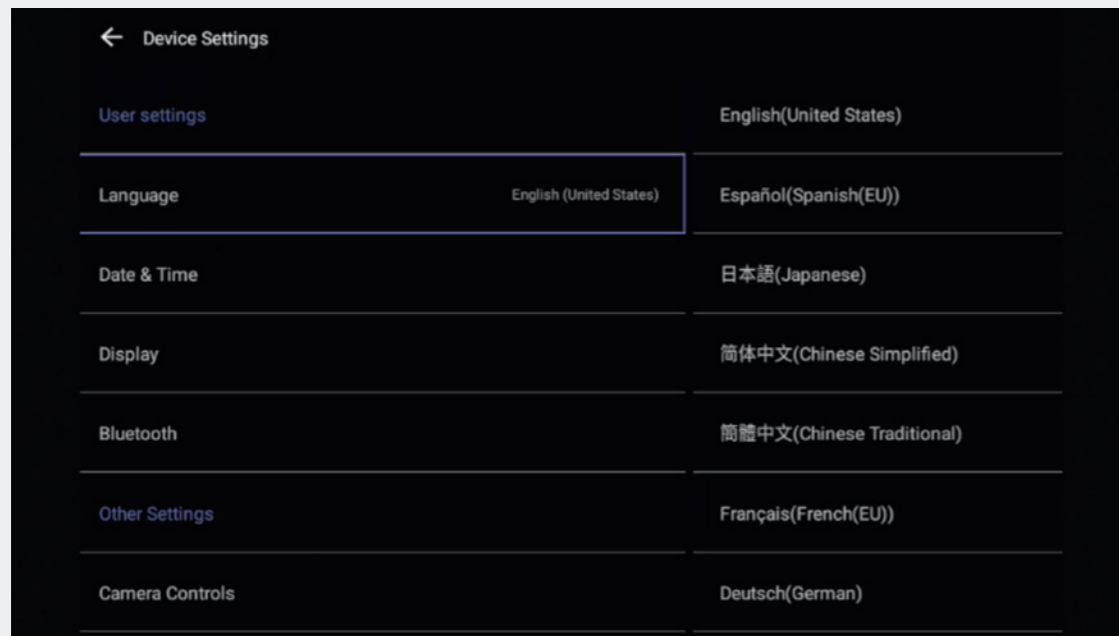 Device Settings
User settings
Language
English (United States)
Date & Time
Display
Bluetooth
Other Settings
Camera Controls
English(United States)
Español(Spanish(EU))
日本語(Japanese)
简体中文(Chinese Simplified)
簡體中文(Chinese Traditional)
Français(French(EU))
Deutsch(German)